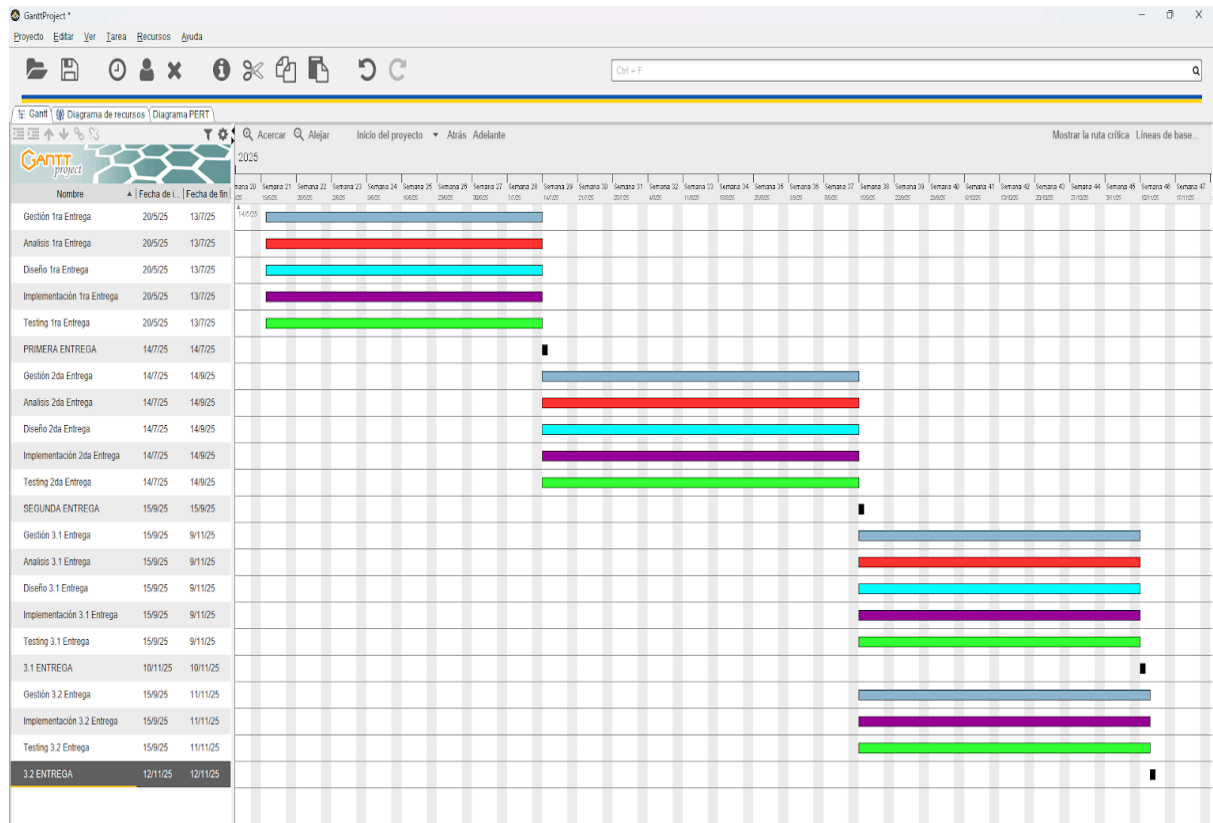 GanttProject *
Proyecto Editar Ver Tarea Recursos Ayuda
Ctrl + F
Gantt Diagrama de recursos Diagrama PERT
Acercar Alejar Inicio del proyecto Atrás Adelante Mostrar la ruta crítica Líneas de base...
GANTT project
2025
Semana 21 Semana 22 Semana 23 Semana 24 Semana 25 Semana 26 Semana 27 Semana 28 Semana 29 Semana 30 Semana 31 Semana 32 Semana 33 Semana 34 Semana 35 Semana 36 Semana 37 Semana 38 Semana 39 Semana 40 Semana 41 Semana 42 Semana 43 Semana 44 Semana 45 Semana 46 Semana 47
Nombre Fecha de i... Fecha de fin
14/5/25
Gestión 1ra Entrega 20/5/25 13/7/25
Analisis 1ra Entrega 20/5/25 13/7/25
Diseño 1ra Entrega 20/5/25 13/7/25
Implementación 1ra Entrega 20/5/25 13/7/25
Testing 1ra Entrega 20/5/25 13/7/25
PRIMERA ENTREGA 14/7/25 14/7/25
Gestión 2da Entrega 14/7/25 14/9/25
Analisis 2da Entrega 14/7/25 14/9/25
Diseño 2da Entrega 14/7/25 14/9/25
Implementación 2da Entrega 14/7/25 14/9/25
Testing 2da Entrega 14/7/25 14/9/25
SEGUNDA ENTREGA 15/9/25 15/9/25
Gestión 3.1 Entrega 15/9/25 9/11/25
Analisis 3.1 Entrega 15/9/25 9/11/25
Diseño 3.1 Entrega 15/9/25 9/11/25
Implementación 3.1 Entrega 15/9/25 9/11/25
Testing 3.1 Entrega 15/9/25 9/11/25
3.1 ENTREGA 10/11/25 10/11/25
Gestión 3.2 Entrega 15/9/25 11/11/25
Implementación 3.2 Entrega 15/9/25 11/11/25
Testing 3.2 Entrega 15/9/25 11/11/25
3.2 ENTREGA 12/11/25 12/11/25